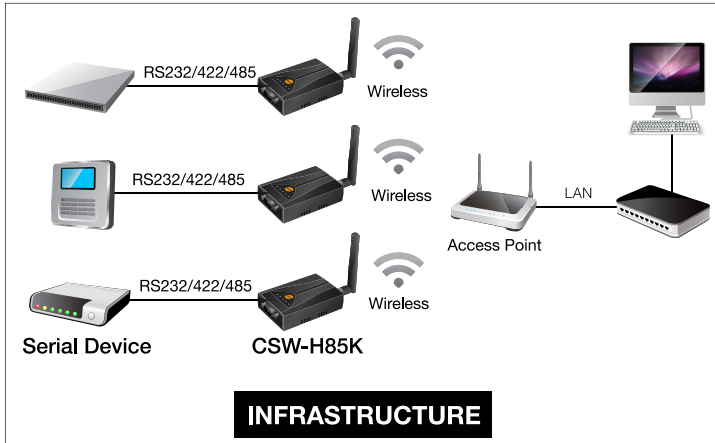 RS232/422/485
Wireless
RS232/422/485
Wireless
LAN
Access Point
RS232/422/485
Wireless
Serial Device
CSW-H85K
INFRASTRUCTURE